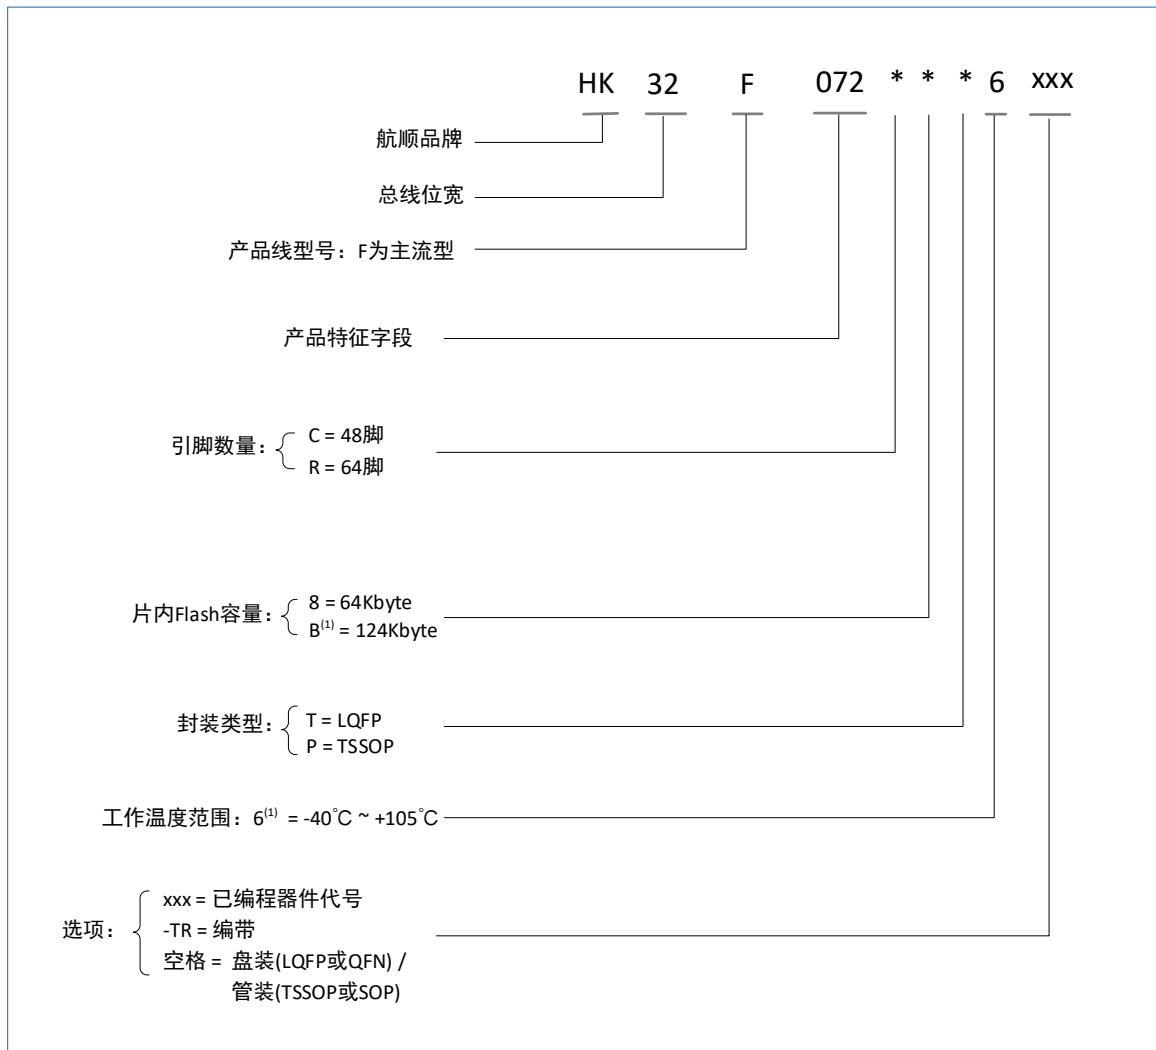 HK 32 F 072 * * * 6 xxx
航顺品牌
总线位宽
产品线型号：F为主流型
产品特征字段
引脚数量：
C = 48脚
R = 64脚
片内Flash容量：
8 = 64Kbyte
B(1) = 124Kbyte
封装类型：
T = LQFP
P = TSSOP
工作温度范围：6(1) = -40℃ ~ +105℃
选项：
xxx = 已编程器件代号
-TR = 编带
空格 = 盘装(LQFP或QFN) /
管装(TSSOP或SOP)